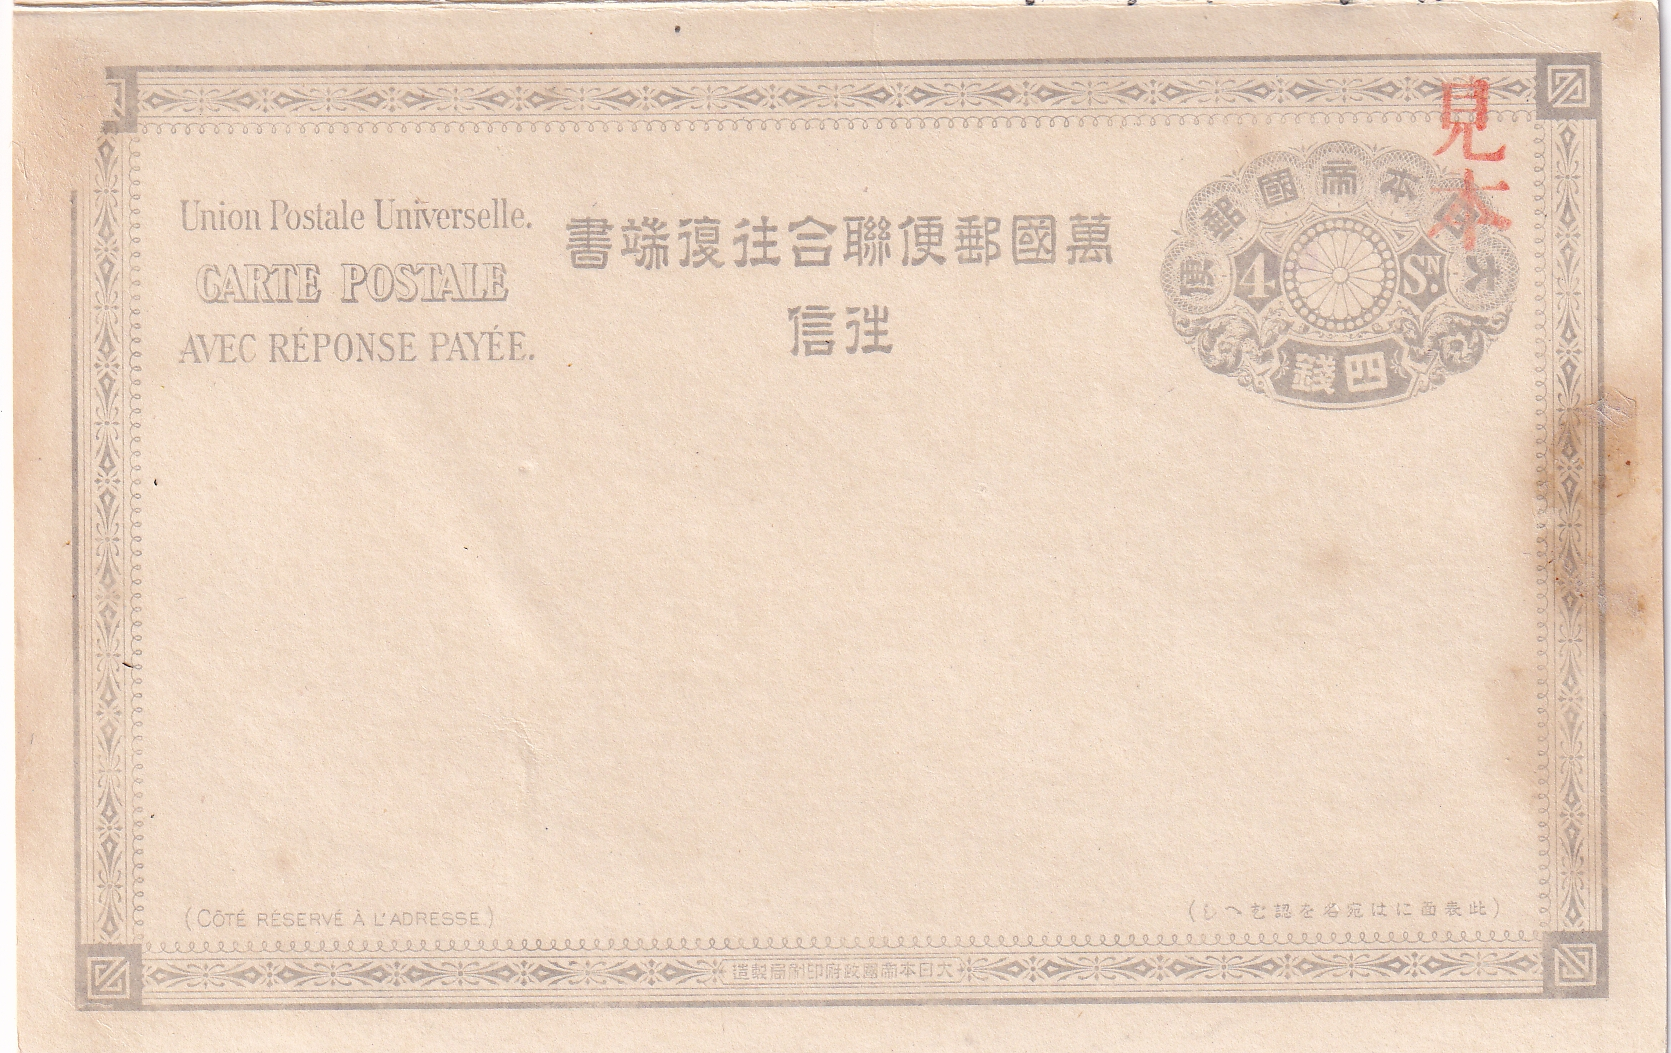 見本
Union Postale Universelle.
CARTE POSTALE
AVEC RÉPONSE PAYÉE.
書端復往合聯便郵國萬
信往
便郵國帝本日大
4 SN.
錢四
(CÔTÉ RÉSERVÉ À L'ADRESSE.)
(しへむ認を名宛はに面表此)
造製局刷印府政國帝本日大